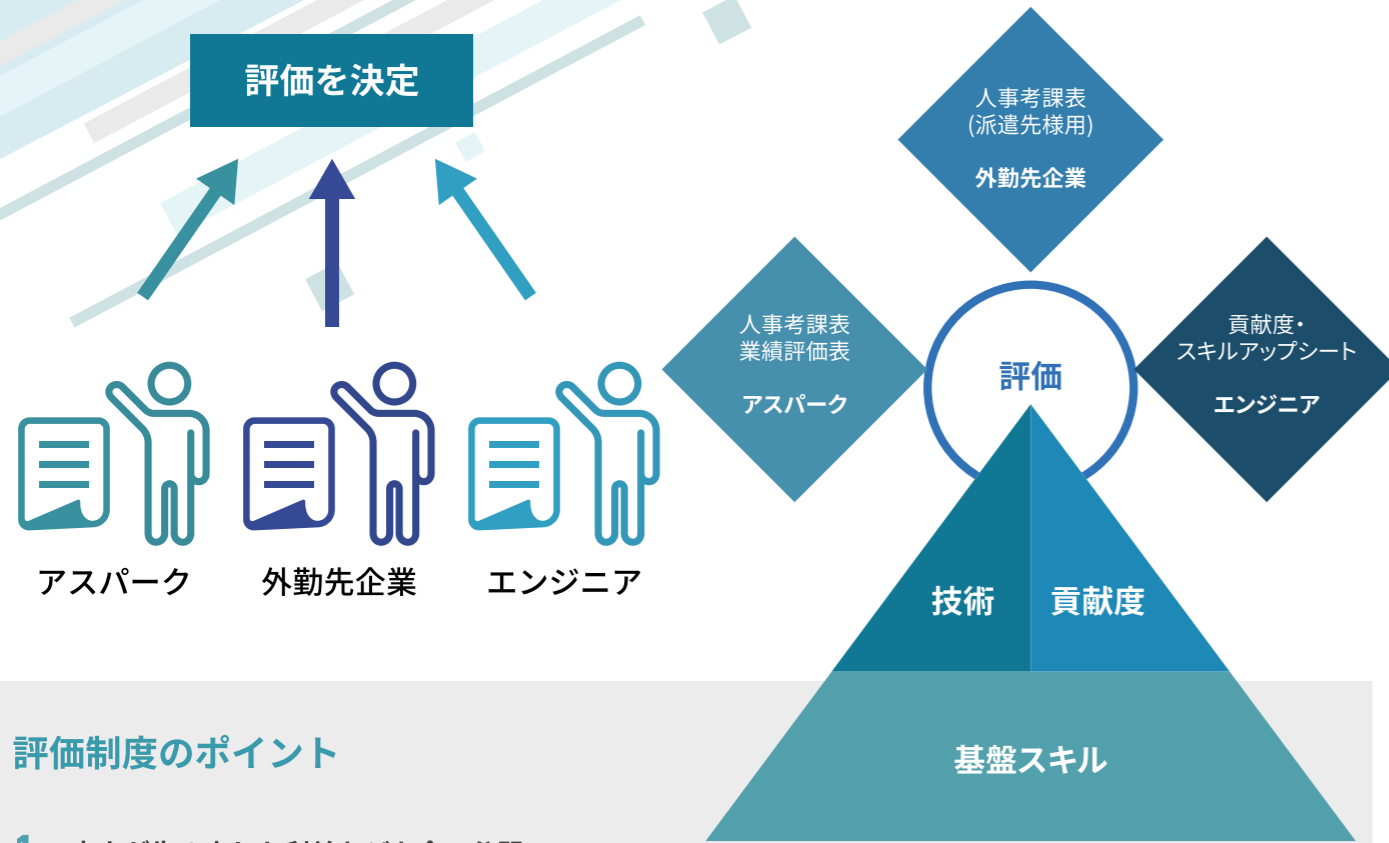 評価を決定
アスパーク
外勤先企業
エンジニア
人事考課表
(派遣先様用)
外勤先企業
人事考課表
業績評価表
アスパーク
評価
貢献度・
スキルアップシート
エンジニア
技術
貢献度
基盤スキル
評価制度のポイント